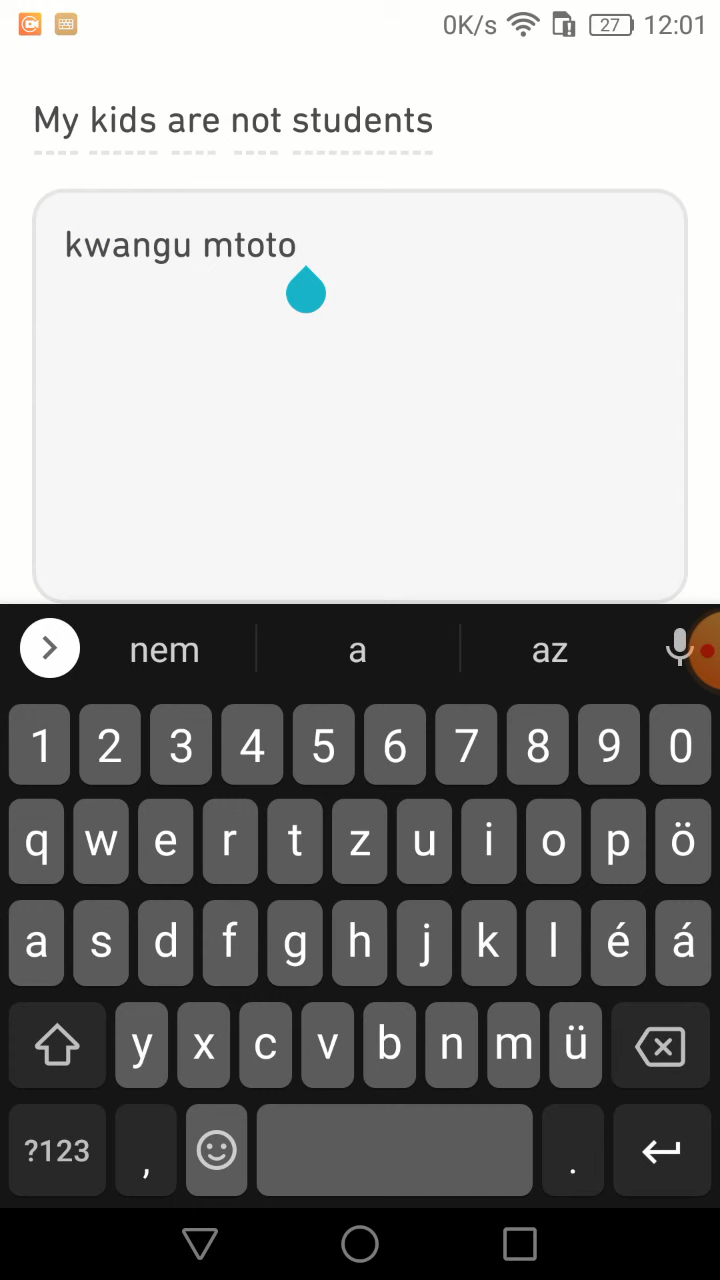 0K/s 27 12:01
My kids are not students
kwangu mtoto
nem a az
1 2 3 4 5 6 7 8 9 0
q w e r t z u i o p ö
a s d f g h j k l é á
y x c v b n m ü
?123 , .